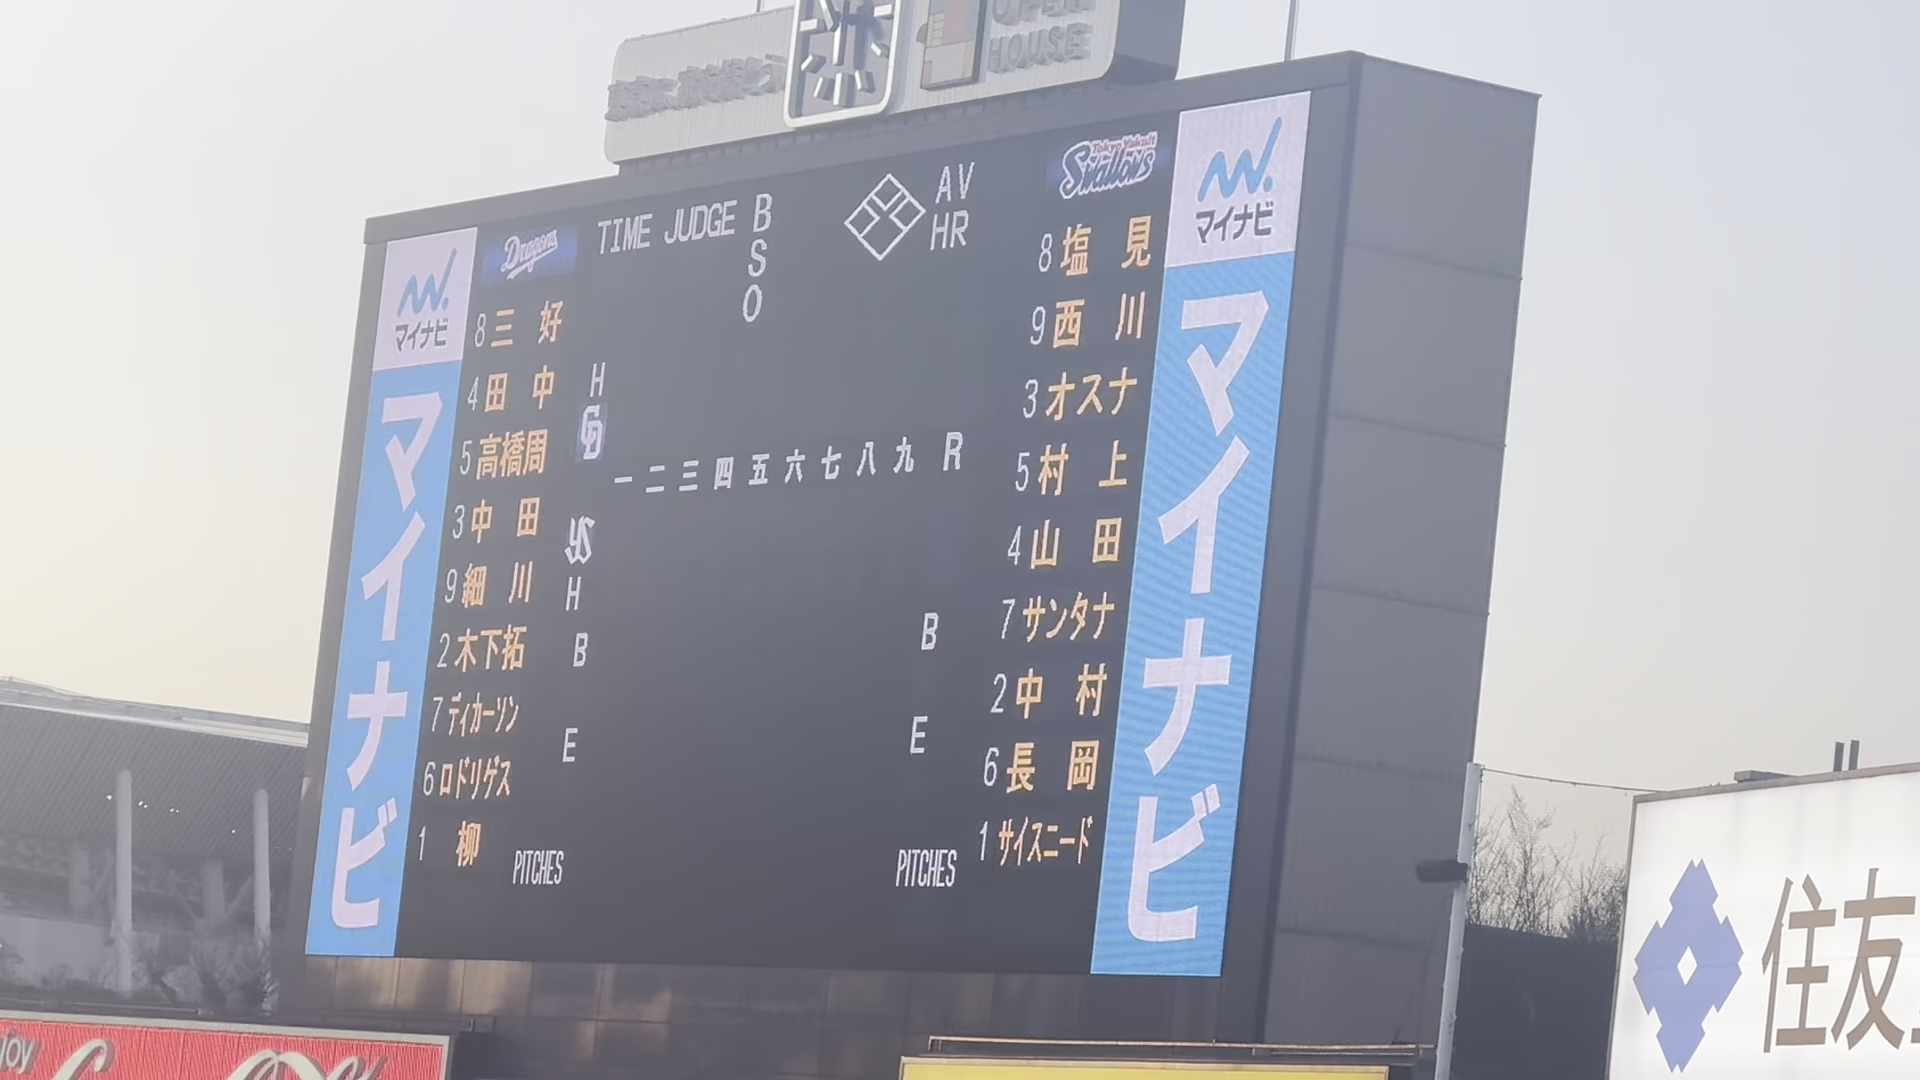 OPEN
HOUSE
Dragons
TIME JUDGE
B
S
O
AV
HR
Tokyo Yakult
Swallows
マイナビ
マイナビ
8 三好
4 田中
5 高橋周
3 中田
9 細川
2 木下拓
7 ディカーソン
6 ロドリゲス
1 柳
PITCHES
H
一 二 三 四 五 六 七 八 九 R
H
B
E
B
E
8 塩見
9 西川
3 オスナ
5 村上
4 山田
7 サンタナ
2 中村
6 長岡
1 サイスニード
PITCHES
マイナビ
マイナビ
住友